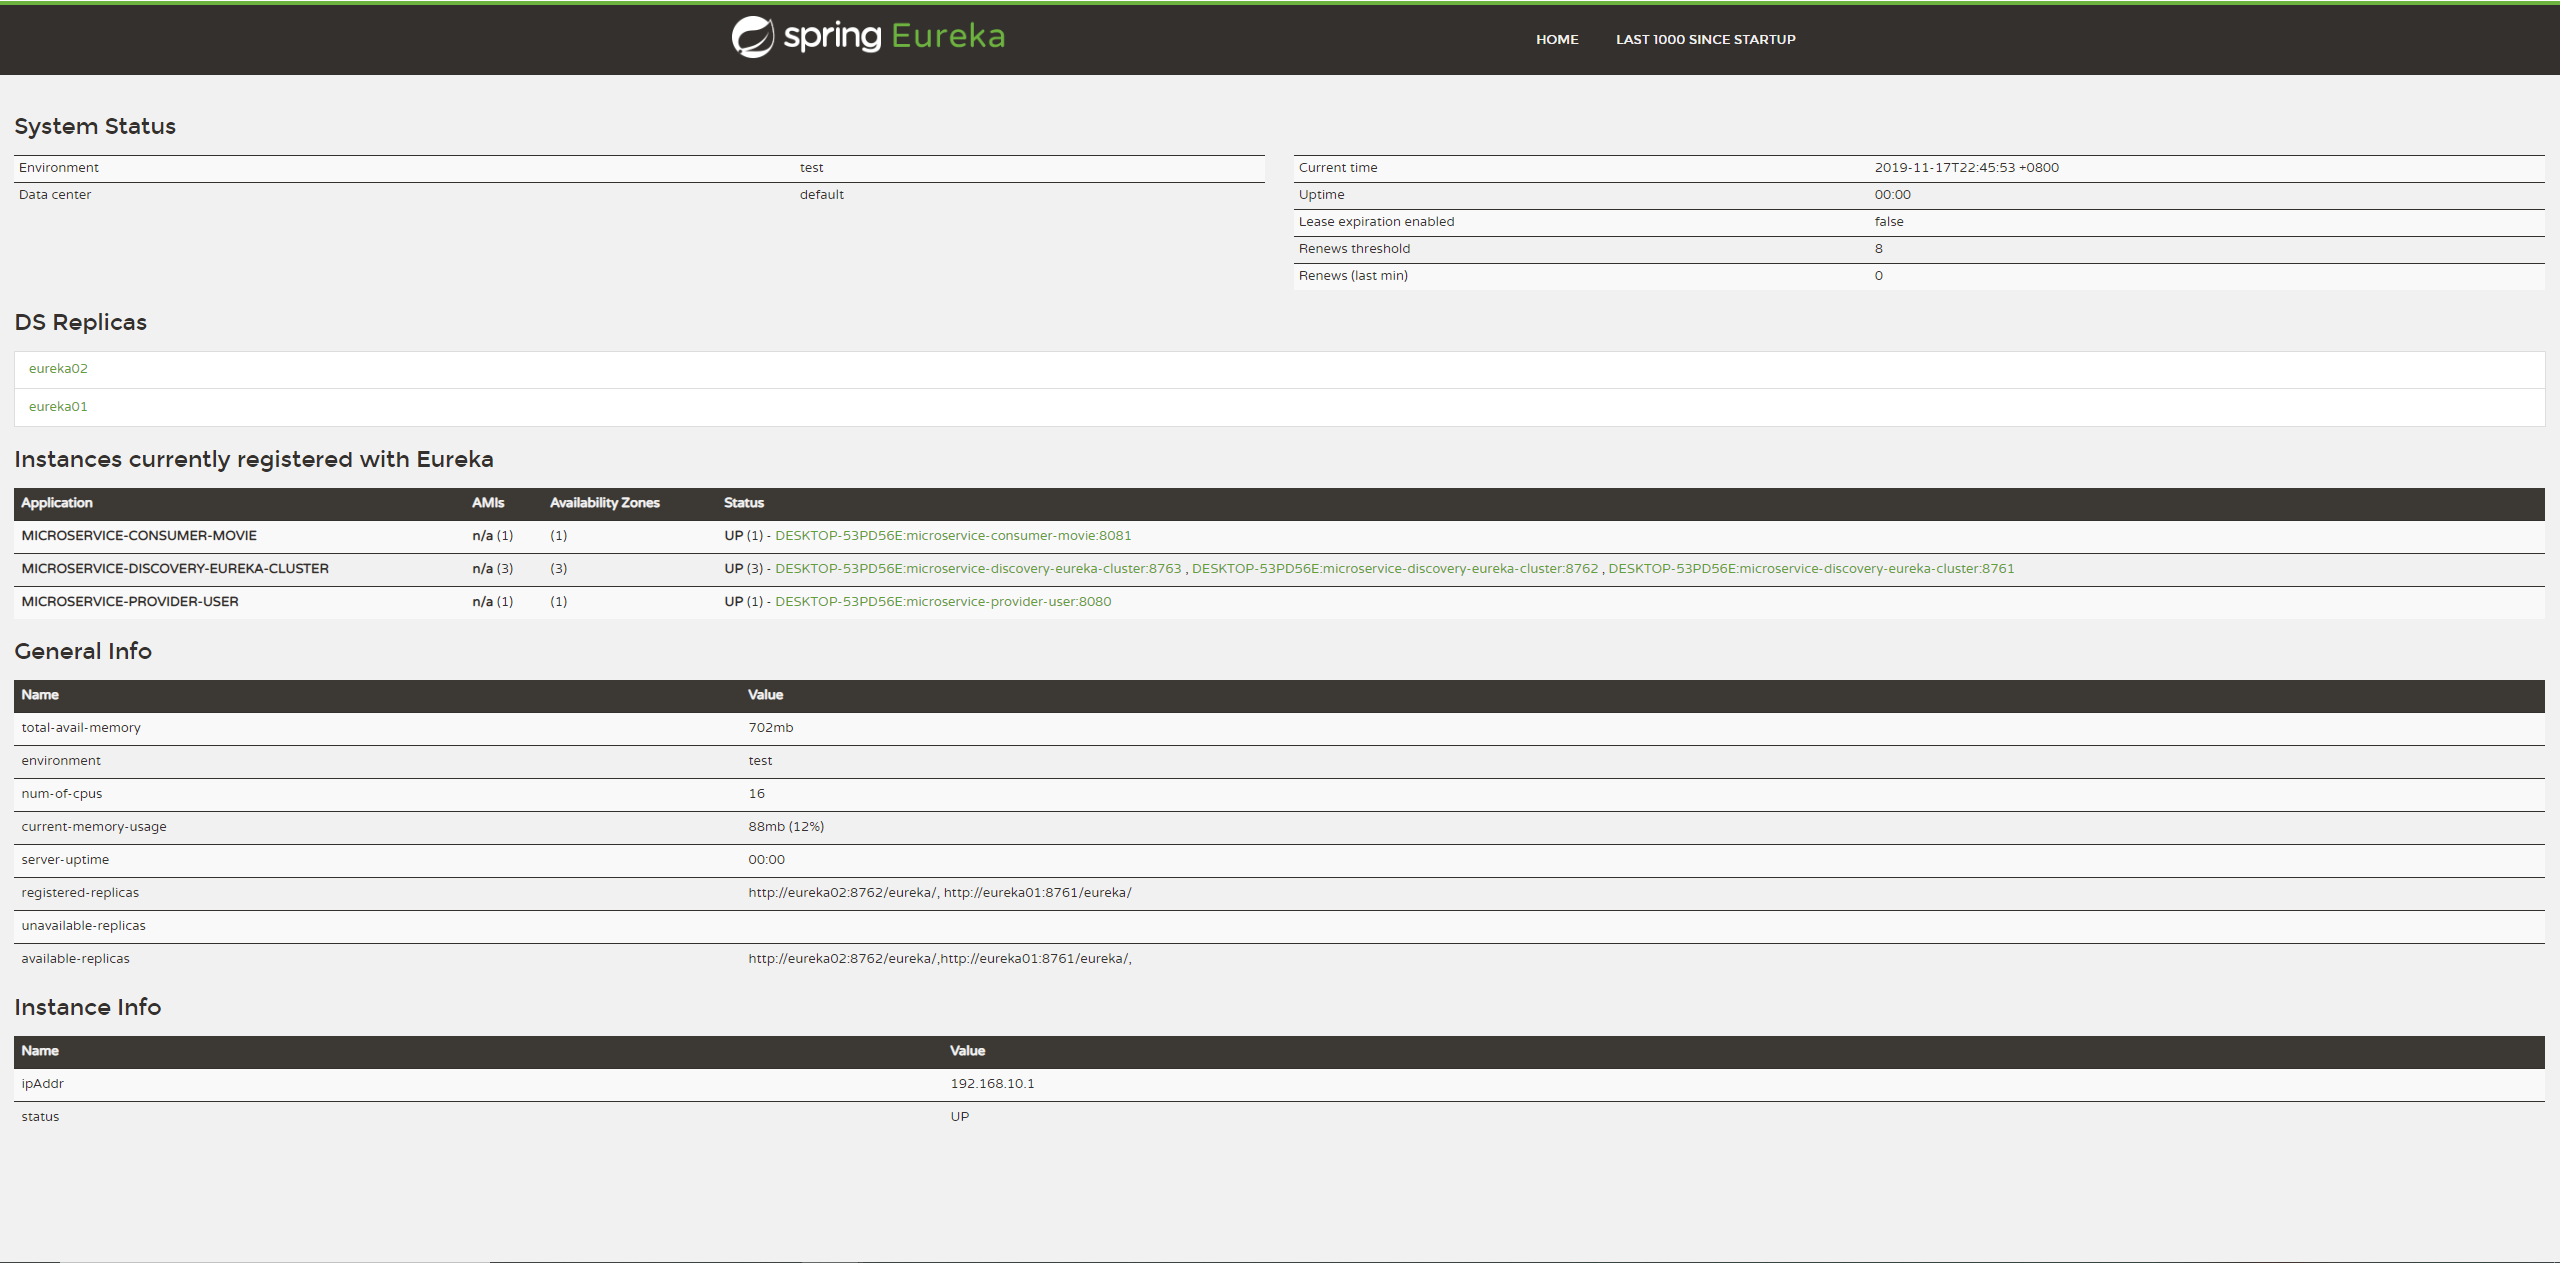 spring Eureka
HOME LAST 1000 SINCE STARTUP
System Status
Environment test
Data center default
Current time 2019-11-17T22:45:53 +0800
Uptime 00:00
Lease expiration enabled false
Renews threshold 8
Renews (last min) 0
DS Replicas
eureka02
eureka01
Instances currently registered with Eureka
Application AMIs Availability Zones Status
MICROSERVICE-CONSUMER-MOVIE n/a (1) (1) UP (1) - DESKTOP-53PD56E:microservice-consumer-movie:8081
MICROSERVICE-DISCOVERY-EUREKA-CLUSTER n/a (3) (3) UP (3) - DESKTOP-53PD56E:microservice-discovery-eureka-cluster:8763 , DESKTOP-53PD56E:microservice-discovery-eureka-cluster:8762 , DESKTOP-53PD56E:microservice-discovery-eureka-cluster:8761
MICROSERVICE-PROVIDER-USER n/a (1) (1) UP (1) - DESKTOP-53PD56E:microservice-provider-user:8080
General Info
Name Value
total-avail-memory 702mb
environment test
num-of-cpus 16
current-memory-usage 88mb (12%)
server-uptime 00:00
registered-replicas http://eureka02:8762/eureka/, http://eureka01:8761/eureka/
unavailable-replicas
available-replicas http://eureka02:8762/eureka/,http://eureka01:8761/eureka/,
Instance Info
Name Value
ipAddr 192.168.10.1
status UP